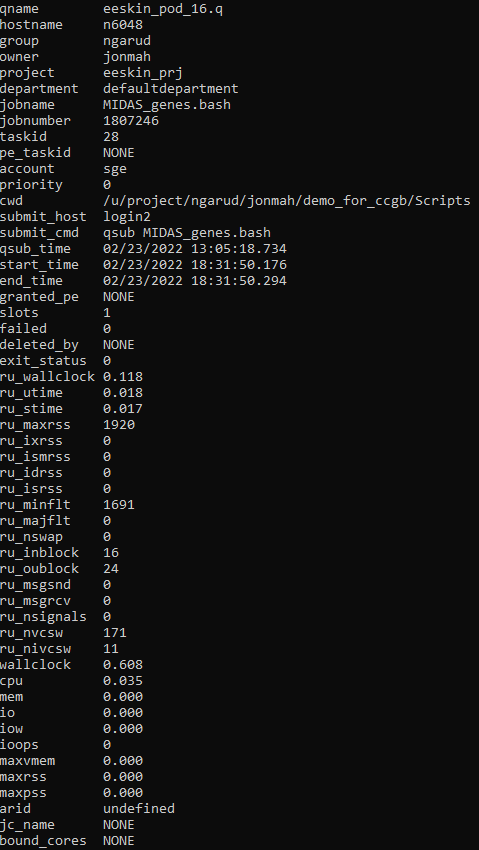 qname        eeskin_pod_16.q
hostname     n6048
group        ngarud
owner        jonmah
project      eeskin_prj
department   defaultdepartment
jobname      MIDAS_genes.bash
jobnumber    1807246
taskid       28
pe_taskid    NONE
account      sge
priority     0
cwd          /u/project/ngarud/jonmah/demo_for_ccgb/Scripts
submit_host  login2
submit_cmd   qsub MIDAS_genes.bash
qsub_time    02/23/2022 13:05:18.734
start_time   02/23/2022 18:31:50.176
end_time     02/23/2022 18:31:50.294
granted_pe   NONE
slots        1
failed       0
deleted_by   NONE
exit_status  0
ru_wallclock 0.118
ru_utime     0.018
ru_stime     0.017
ru_maxrss    1920
ru_ixrss     0
ru_ismrss    0
ru_idrss     0
ru_isrss     0
ru_minflt    1691
ru_majflt    0
ru_nswap     0
ru_inblock   16
ru_oublock   24
ru_msgsnd    0
ru_msgrcv    0
ru_nsignals  0
ru_nvcsw     171
ru_nivcsw    11
wallclock    0.608
cpu          0.035
mem          0.000
io           0.000
iow          0.000
ioops        0
maxvmem      0.000
maxrss       0.000
maxpss       0.000
arid         undefined
jc_name      NONE
bound_cores  NONE